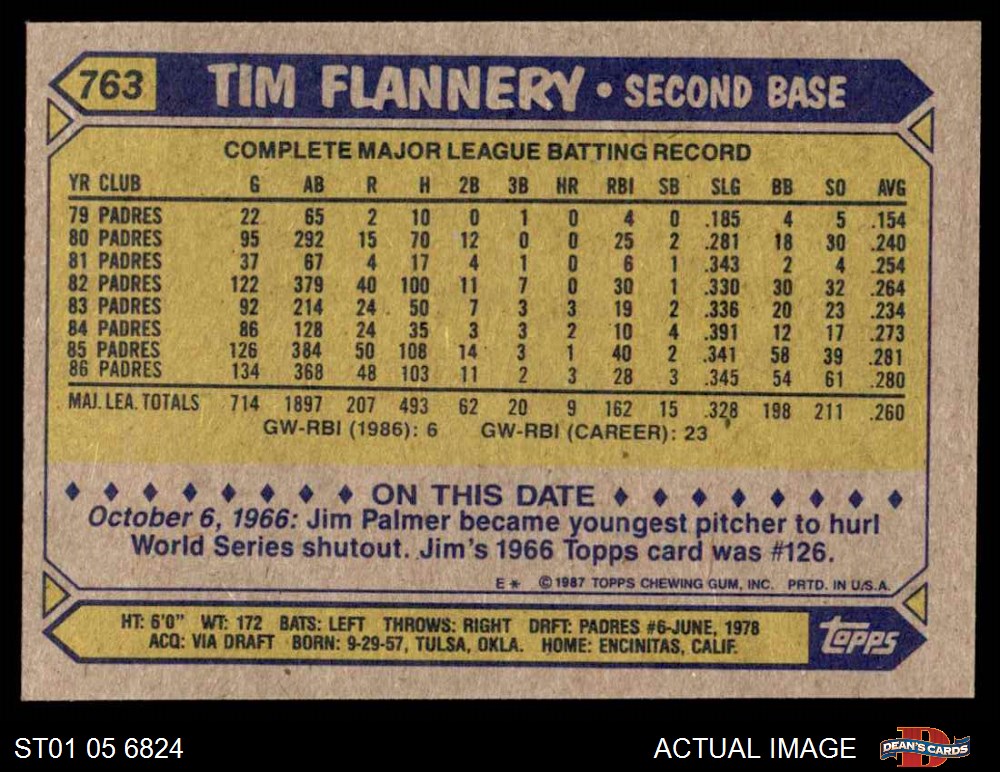 763 TIM FLANNERY • SECOND BASE
COMPLETE MAJOR LEAGUE BATTING RECORD
YR CLUB G AB R H 2B 3B HR RBI SB SLG BB SO AVG
79 PADRES 22 65 2 10 0 1 0 4 0 .185 4 5 .154
80 PADRES 95 292 15 70 12 0 0 25 2 .281 18 30 .240
81 PADRES 37 67 4 17 4 1 0 6 1 .343 2 4 .254
82 PADRES 122 379 40 100 11 7 0 30 1 .330 30 32 .264
83 PADRES 92 214 24 50 7 3 3 19 2 .336 20 23 .234
84 PADRES 86 128 24 35 3 3 2 10 4 .391 12 17 .273
85 PADRES 126 384 50 108 14 3 1 40 2 .341 58 39 .281
86 PADRES 134 368 48 103 11 2 3 28 3 .345 54 61 .280
MAJ. LEA. TOTALS 714 1897 207 493 62 20 9 162 15 .328 198 211 .260
GW-RBI (1986): 6 GW-RBI (CAREER): 23
♦ ♦ ♦ ♦ ♦ ♦ ♦ ♦ ON THIS DATE ♦ ♦ ♦ ♦ ♦ ♦ ♦ ♦
October 6, 1966: Jim Palmer became youngest pitcher to hurl
World Series shutout. Jim's 1966 Topps card was #126.
E* ©1987 TOPPS CHEWING GUM, INC. PRTD. IN U.S.A.
HT: 6'0" WT: 172 BATS: LEFT THROWS: RIGHT DRFT: PADRES #6-JUNE, 1978
ACQ: VIA DRAFT BORN: 9-29-57, TULSA, OKLA. HOME: ENCINITAS, CALIF.
topps
ST01 05 6824
ACTUAL IMAGE
D
DEAN'S CARDS